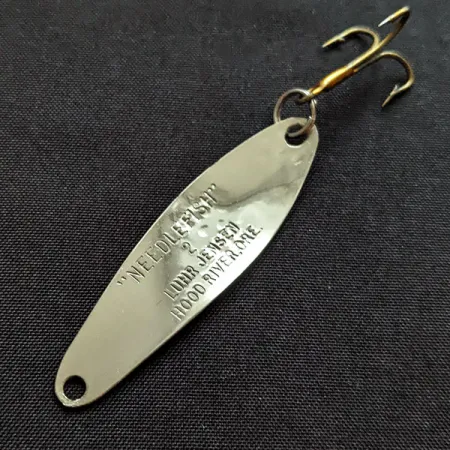 "NEEDLEFISH"
2
LUHR JENSEN
HOOD RIVER, ORE.